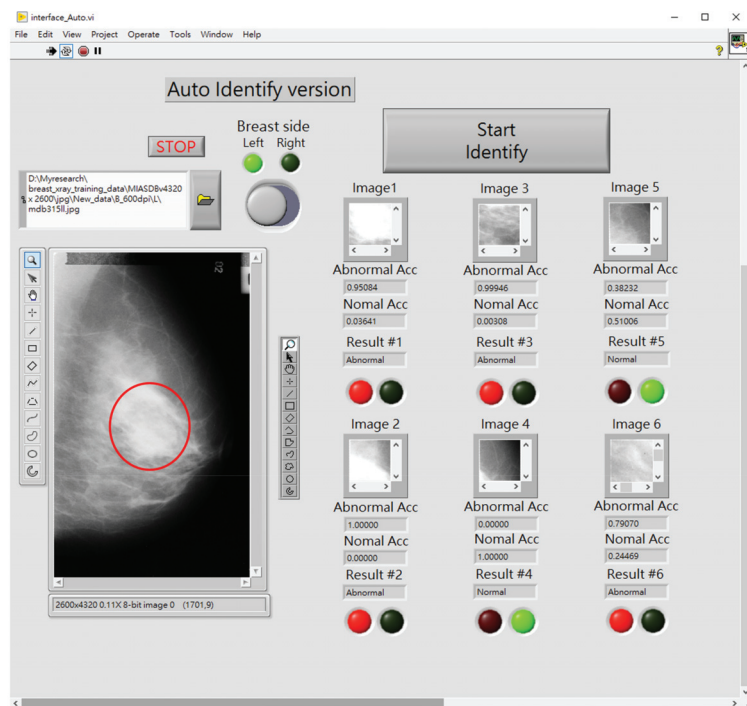 interface_Auto.vi
File Edit View Project Operate Tools Window Help
Auto Identify version
STOP
Breast side
Left Right
Start
Identify
D:\Myresearch\
breast_xray_training_data\MIASDBv4320
x 2600\jpg\New_data\B_600dpi\L\
mdb315ll.jpg
Image1
Abnormal Acc
0.95084
Nomal Acc
0.03641
Result #1
Abnormal
Image 3
Abnormal Acc
0.99946
Nomal Acc
0.00308
Result #3
Abnormal
Image 5
Abnormal Acc
0.38232
Nomal Acc
0.51006
Result #5
Normal
Image 2
Abnormal Acc
1.00000
Nomal Acc
0.00000
Result #2
Abnormal
Image 4
Abnormal Acc
0.00000
Nomal Acc
1.00000
Result #4
Normal
Image 6
Abnormal Acc
0.79070
Nomal Acc
0.24469
Result #6
Abnormal
2600x4320 0.11X 8-bit image 0 (1701,9)